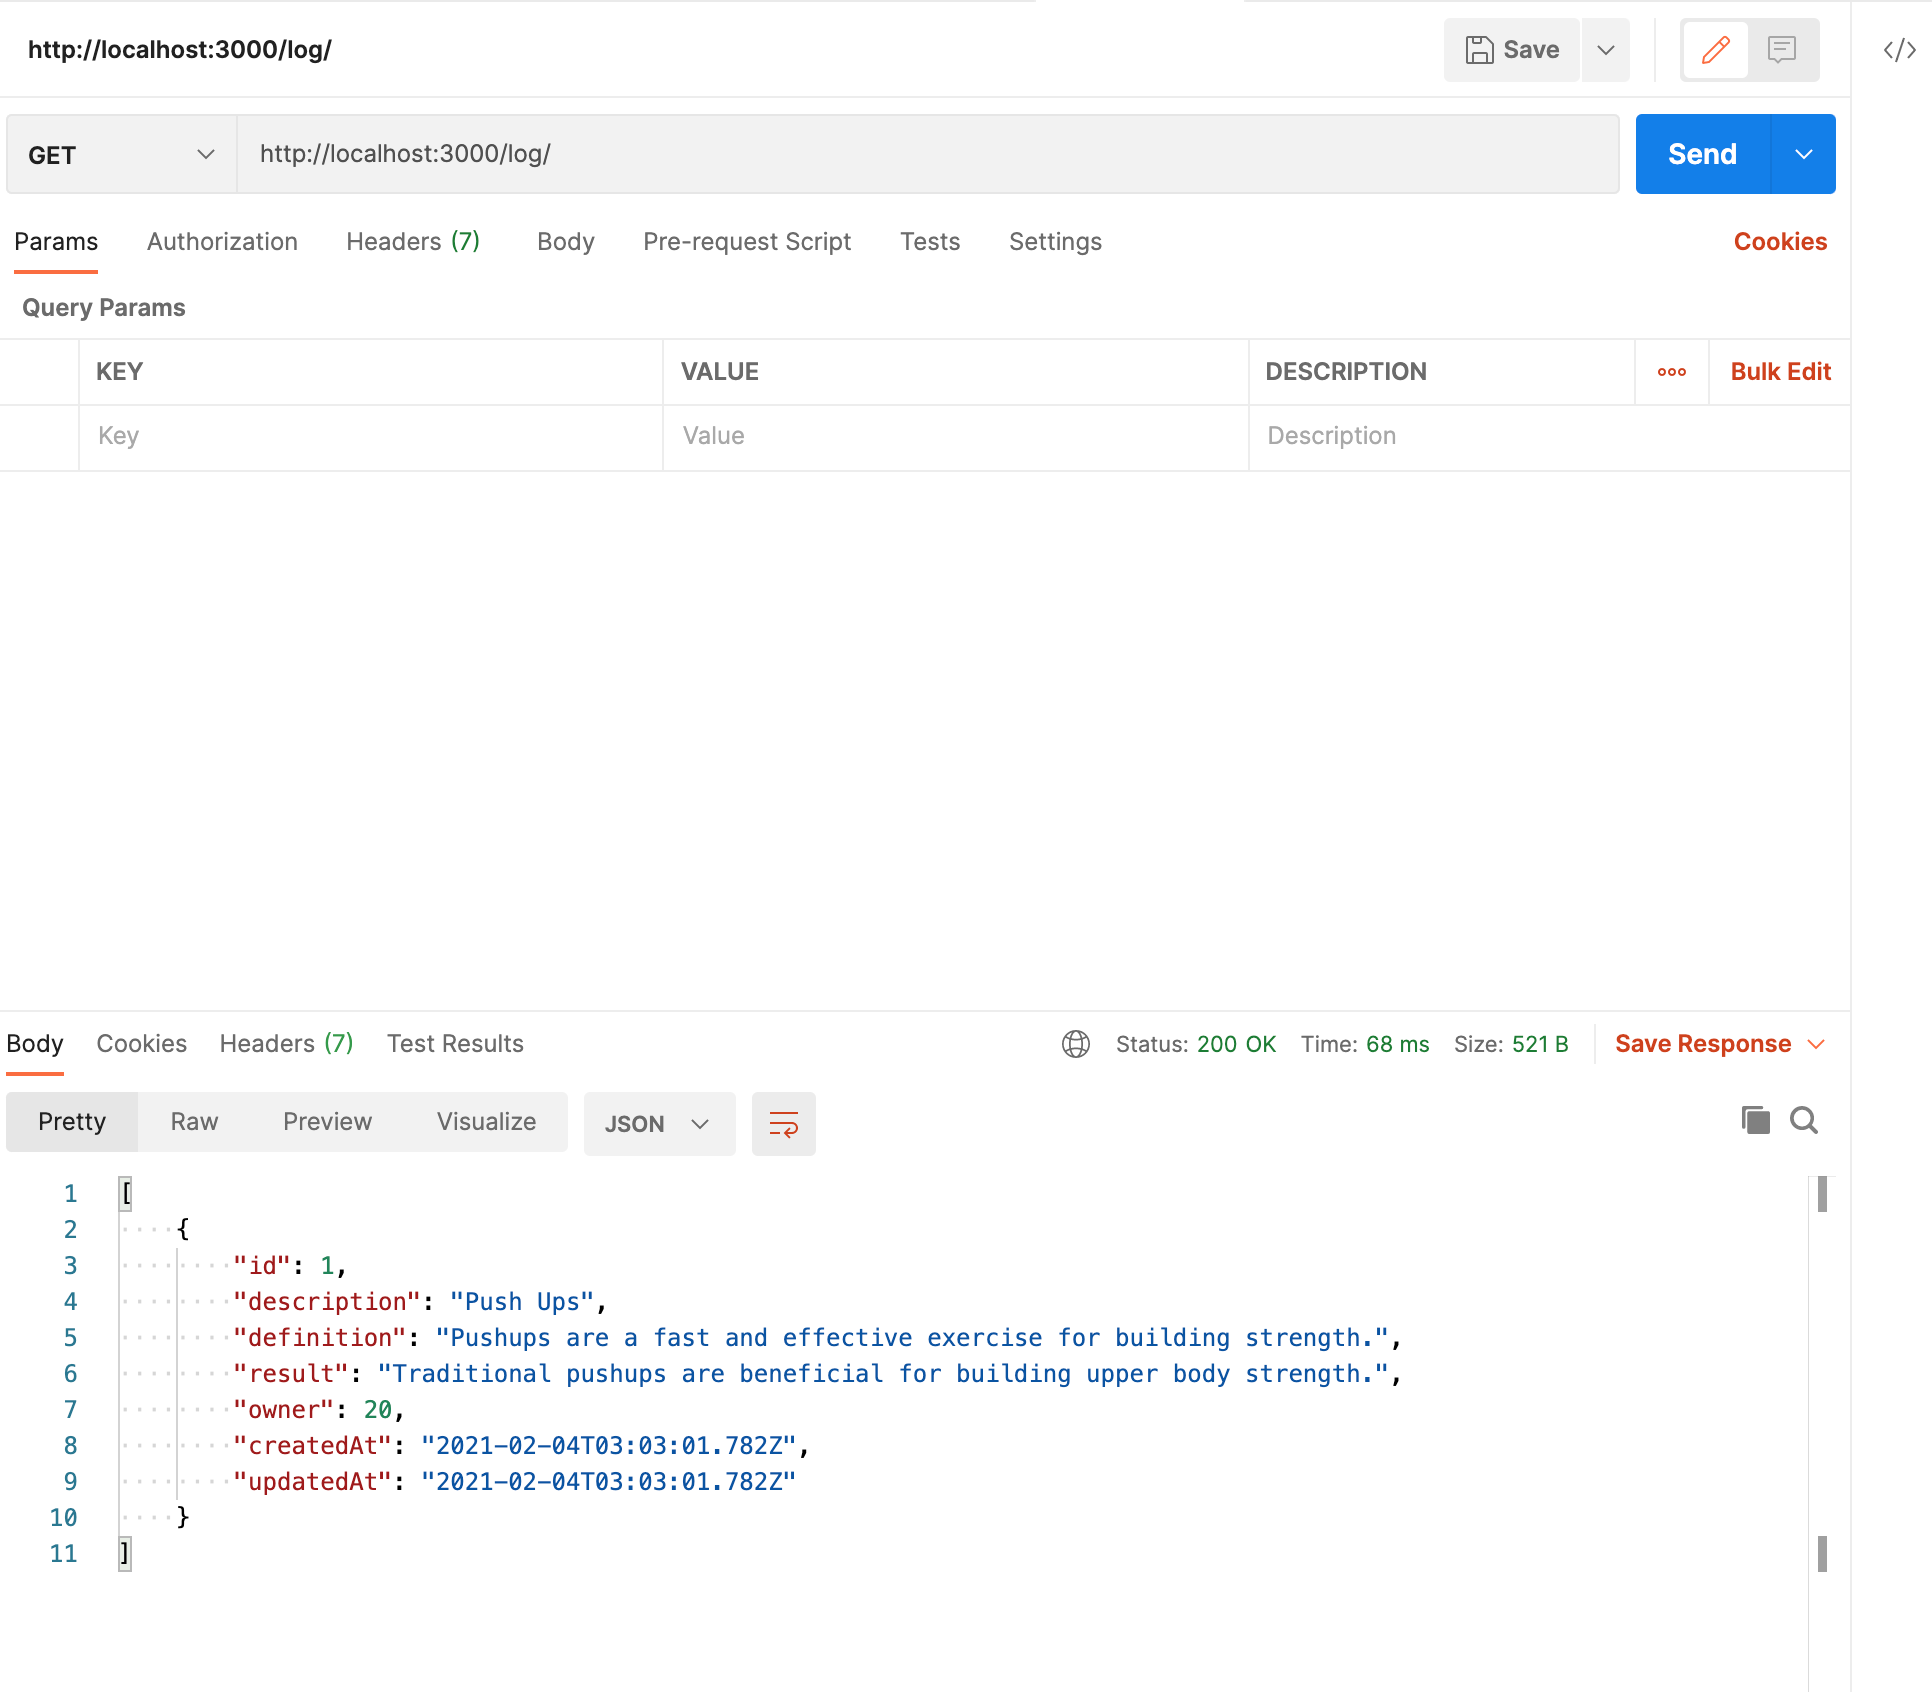 http://localhost:3000/log/
Save
GET
http://localhost:3000/log/
Send
Params Authorization Headers (7) Body Pre-request Script Tests Settings Cookies
Query Params
KEY VALUE DESCRIPTION Bulk Edit
Key Value Description
Body Cookies Headers (7) Test Results Status: 200 OK Time: 68 ms Size: 521 B Save Response
Pretty Raw Preview Visualize JSON
1 [
2 {
3 "id": 1,
4 "description": "Push Ups",
5 "definition": "Pushups are a fast and effective exercise for building strength.",
6 "result": "Traditional pushups are beneficial for building upper body strength.",
7 "owner": 20,
8 "createdAt": "2021-02-04T03:03:01.782Z",
9 "updatedAt": "2021-02-04T03:03:01.782Z"
10 }
11 ]